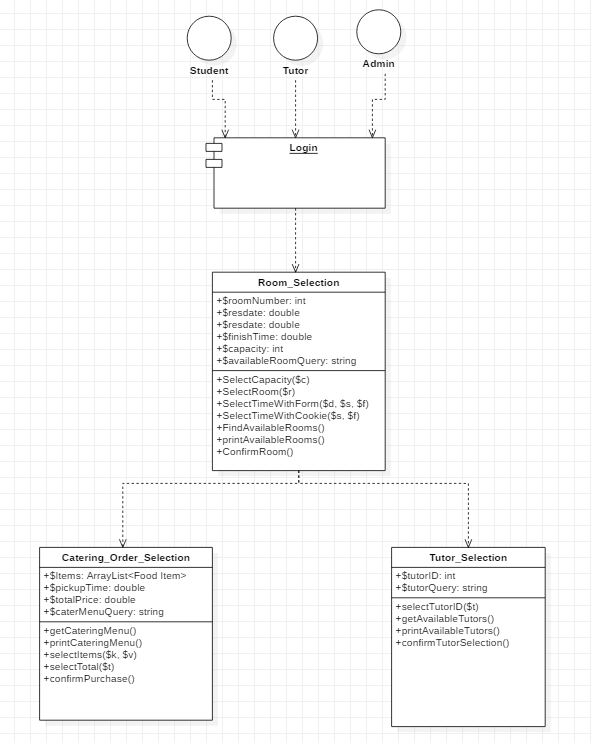 Student
Tutor
Admin
Login
Room_Selection
+$roomNumber: int
+$resdate: double
+$resdate: double
+$finishTime: double
+$capacity: int
+$availableRoomQuery: string
+SelectCapacity($c)
+SelectRoom($r)
+SelectTimeWithForm($d, $s, $f)
+SelectTimeWithCookie($s, $f)
+FindAvailableRooms()
+printAvailableRooms()
+ConfirmRoom()
Catering_Order_Selection
+$Items: ArrayList<Food Item>
+$pickupTime: double
+$totalPrice: double
+$caterMenuQuery: string
+getCateringMenu()
+printCateringMenu()
+selectItems($k, $v)
+selectTotal($t)
+confirmPurchase()
Tutor_Selection
+$tutorID: int
+$tutorQuery: string
+selectTutorID($t)
+getAvailableTutors()
+printAvailableTutors()
+confirmTutorSelection()